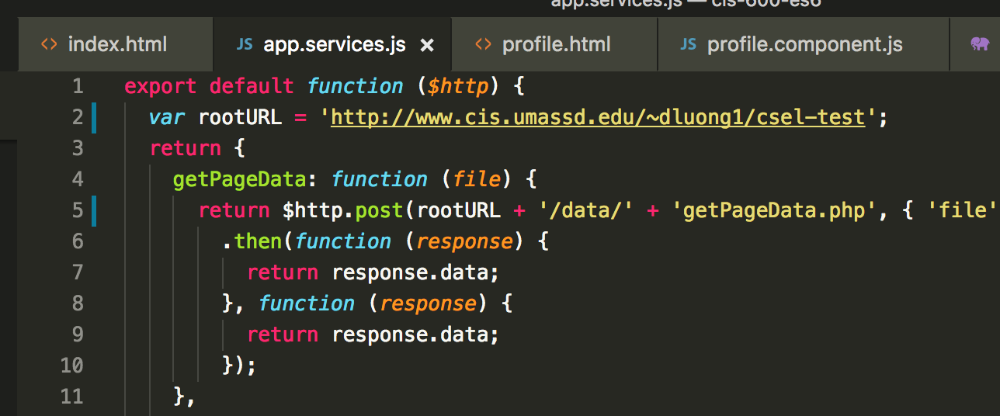 app.services.js — cis-600-es6
index.html app.services.js × profile.html JS profile.component.js
1 export default function ($http) {
2 var rootURL = 'http://www.cis.umassd.edu/~dluong1/csel-test';
3 return {
4 getPageData: function (file) {
5 return $http.post(rootURL + '/data/' + 'getPageData.php', { 'file'
6 .then(function (response) {
7 return response.data;
8 }, function (response) {
9 return response.data;
10 });
11 },